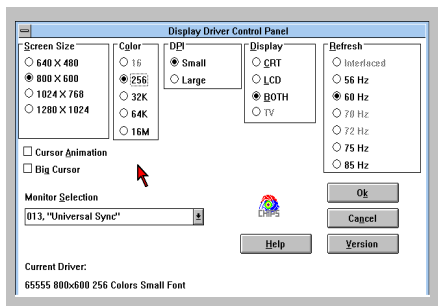 Display Driver Control Panel
Screen Size
640 X 480
800 X 600
1024 X 768
1280 X 1024
Color
16
256
32K
64K
16M
DPI
Small
Large
Display
CRT
LCD
BOTH
TV
Refresh
Interlaced
56 Hz
60 Hz
70 Hz
72 Hz
75 Hz
85 Hz
Cursor Animation
Big Cursor
Monitor Selection
013, "Universal Sync"
CHIPS
Ok
Cancel
Help
Version
Current Driver:
65555 800x600 256 Colors Small Font